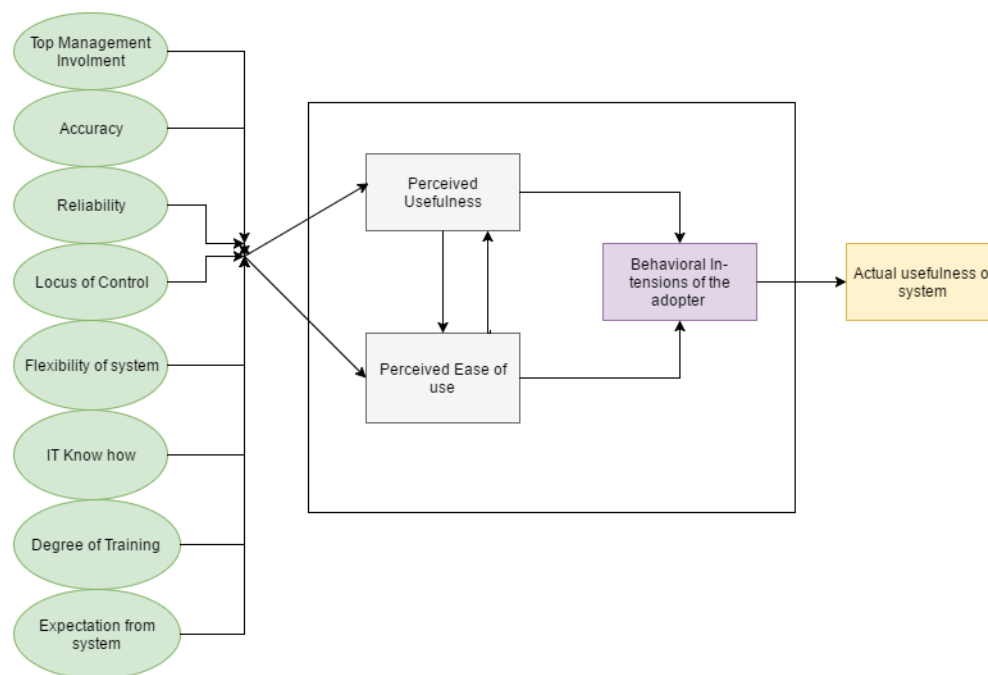 Top Management
Involment
Accuracy
Reliability
Locus of Control
Flexibility of system
IT Know how
Degree of Training
Expectation from
system
Perceived
Usefulness
Perceived Ease of
use
Behavioral In-
tensions of the
adopter
Actual usefulness o
system